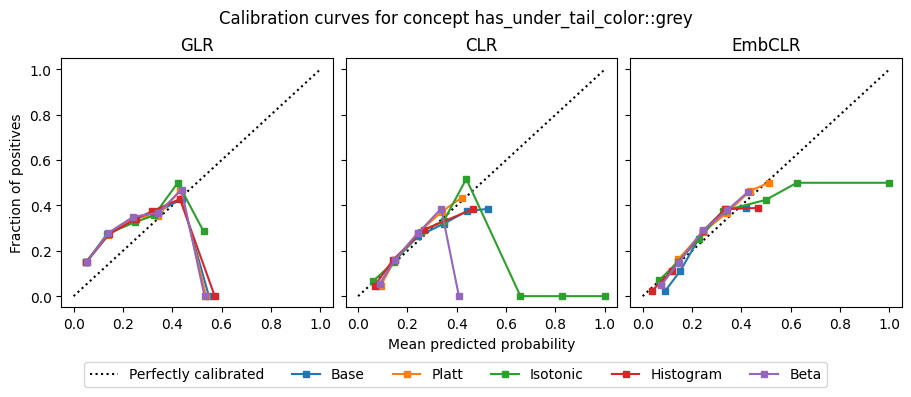 Calibration curves for concept has_under_tail_color::grey
GLR
CLR
EmbCLR
Fraction of positives
1.0
0.8
0.6
0.4
0.2
0.0
0.0 0.2 0.4 0.6 0.8 1.0
0.0 0.2 0.4 0.6 0.8 1.0
0.0 0.2 0.4 0.6 0.8 1.0
Mean predicted probability
Perfectly calibrated Base Platt Isotonic Histogram Beta